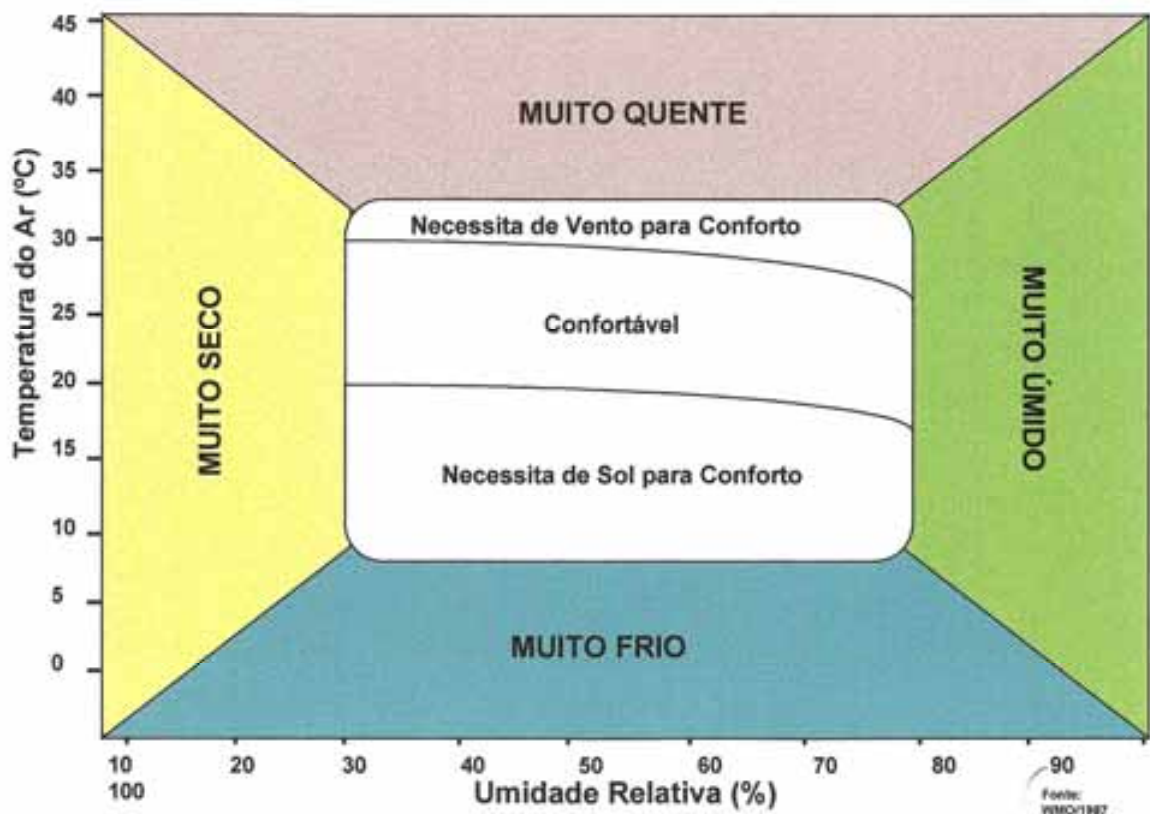 45
40
35
30
25
20
15
10
5
0
Temperatura do Ar (ºC)
MUITO QUENTE
Necessita de Vento para Conforto
Confortável
Necessita de Sol para Conforto
MUITO SECO
MUITO ÚMIDO
MUITO FRIO
10 20 30 40 50 60 70 80 90
100
Umidade Relativa (%)
Fonte:
WMO/1987